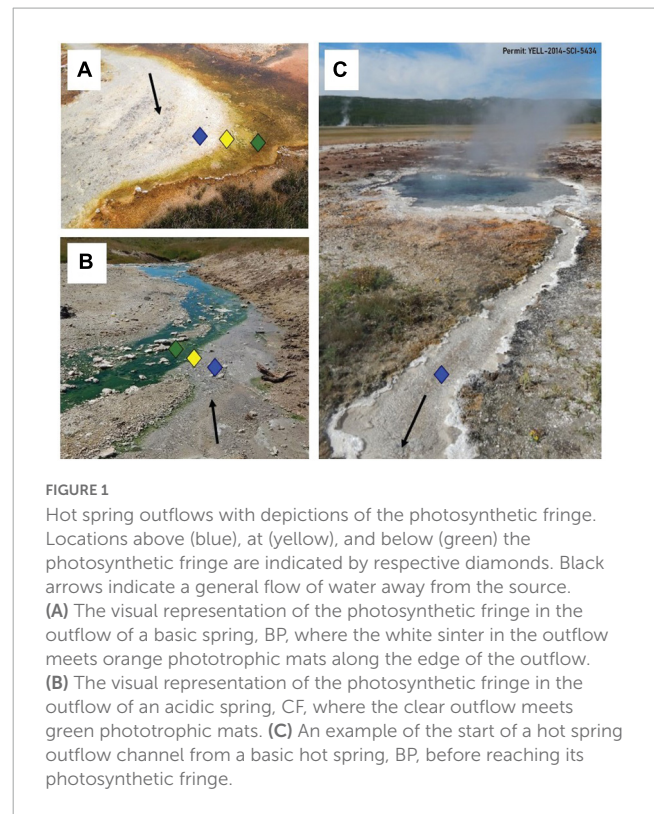 A
C
Permit: YELL-2014-SCI-5434
B
FIGURE 1
Hot spring outflows with depictions of the photosynthetic fringe.
Locations above (blue), at (yellow), and below (green) the
photosynthetic fringe are indicated by respective diamonds. Black
arrows indicate a general flow of water away from the source.
(A) The visual representation of the photosynthetic fringe in the
outflow of a basic spring, BP, where the white sinter in the outflow
meets orange phototrophic mats along the edge of the outflow.
(B) The visual representation of the photosynthetic fringe in the
outflow of an acidic spring, CF, where the clear outflow meets
green phototrophic mats. (C) An example of the start of a hot spring
outflow channel from a basic hot spring, BP, before reaching its
photosynthetic fringe.